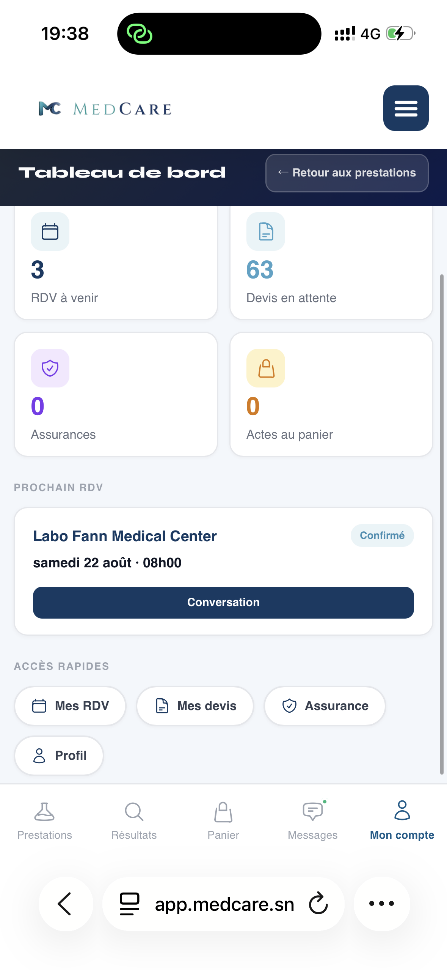 19:38
4G
MC MEDCARE
Tableau de bord
← Retour aux prestations
3
RDV à venir
63
Devis en attente
0
Assurances
0
Actes au panier
PROCHAIN RDV
Labo Fann Medical Center
Confirmé
samedi 22 août · 08h00
Conversation
ACCÈS RAPIDES
Mes RDV
Mes devis
Assurance
Profil
Prestations
Résultats
Panier
Messages
Mon compte
app.medcare.sn